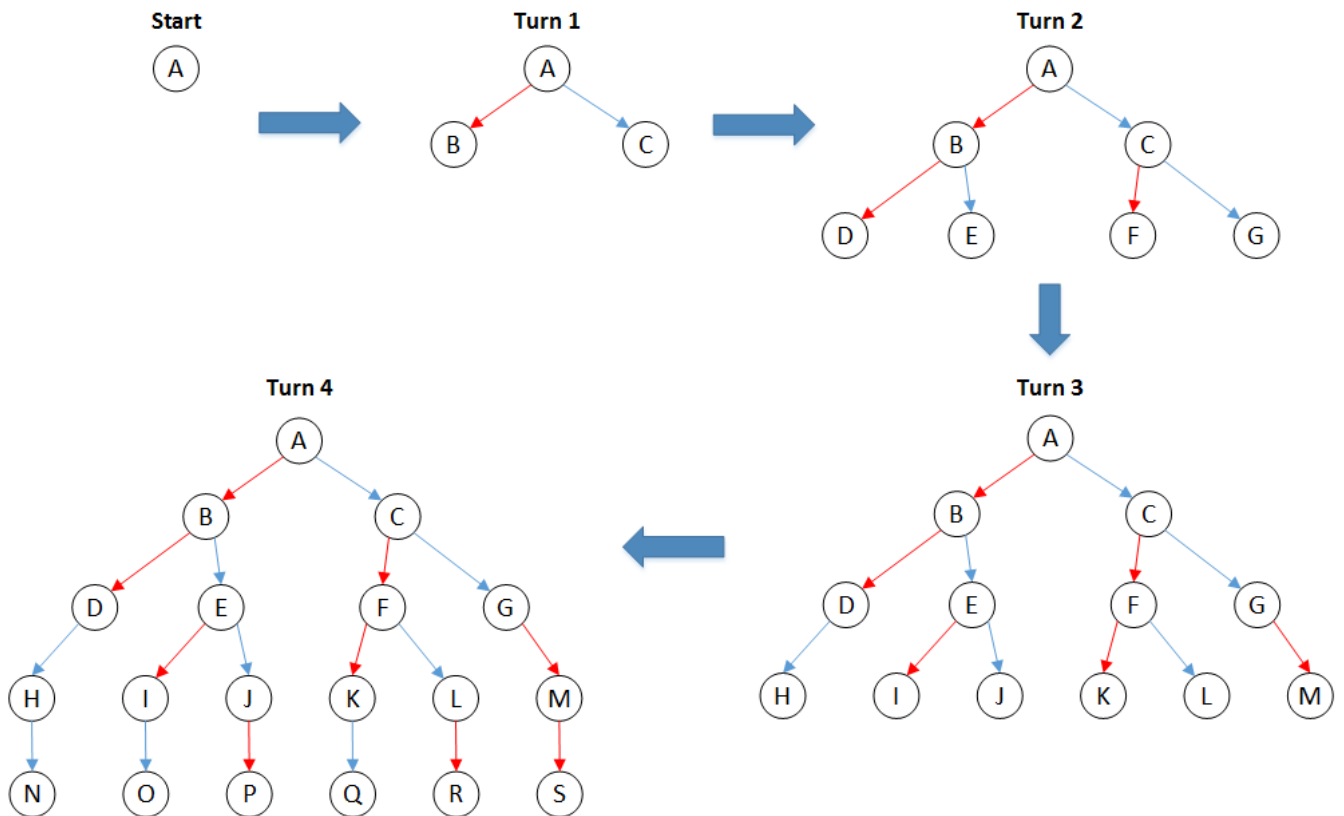 Start
A
Turn 1
A
B C
Turn 2
A
B C
D E F G
Turn 4
A
B C
D E F G
H I J K L M
N O P Q R S
Turn 3
A
B C
D E F G
H I J K L M